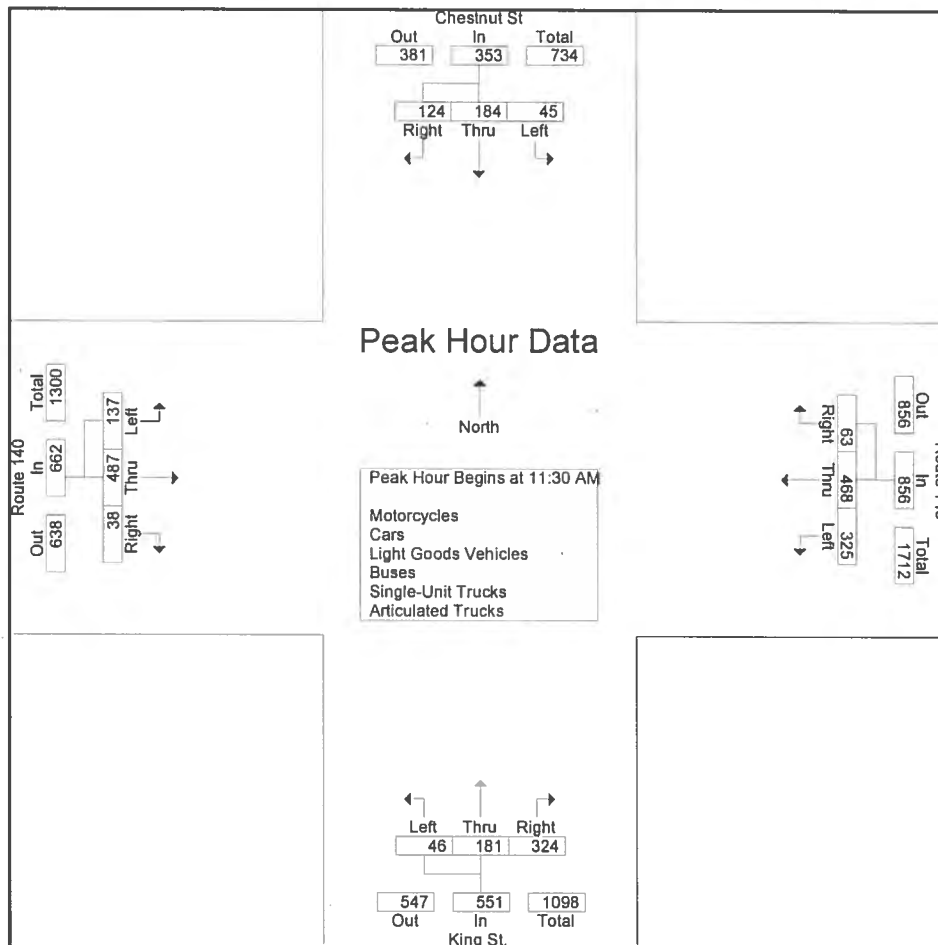 Chestnut St
Out In Total
381 353 734
124 184 45
Right Thru Left
Peak Hour Data
North
Peak Hour Begins at 11:30 AM
Motorcycles
Cars
Light Goods Vehicles
Buses
Single-Unit Trucks
Articulated Trucks
Route 140
Out In Total
638 662 1300
38 487 137
Right Thru Left
Out In Total
856 856 1712
63 468 325
Right Thru Left
Left Thru Right
46 181 324
547 551 1098
Out In Total
King St.